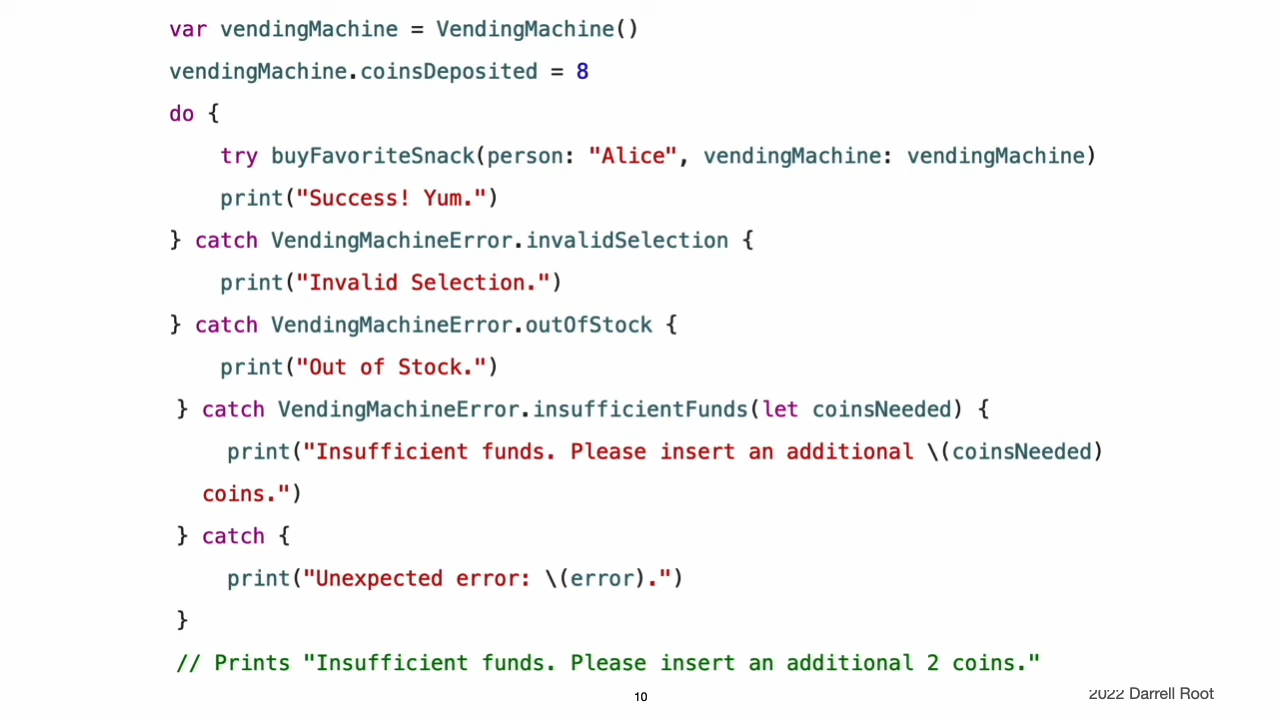 var vendingMachine = VendingMachine()
vendingMachine.coinsDeposited = 8
do {
    try buyFavoriteSnack(person: "Alice", vendingMachine: vendingMachine)
    print("Success! Yum.")
} catch VendingMachineError.invalidSelection {
    print("Invalid Selection.")
} catch VendingMachineError.outOfStock {
    print("Out of Stock.")
} catch VendingMachineError.insufficientFunds(let coinsNeeded) {
    print("Insufficient funds. Please insert an additional \(coinsNeeded)
coins.")
} catch {
    print("Unexpected error: \(error).")
}
// Prints "Insufficient funds. Please insert an additional 2 coins."
10
2022 Darrell Root